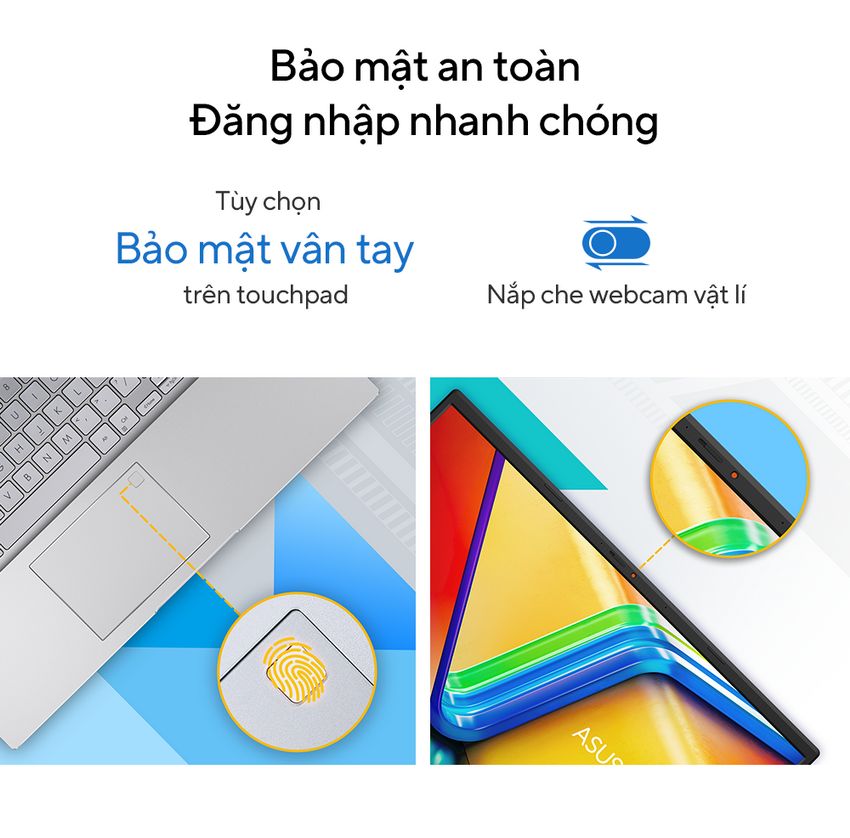 Bảo mật an toàn
Đăng nhập nhanh chóng
Tùy chọn
Bảo mật vân tay
trên touchpad
Nắp che webcam vật lí
ASUS